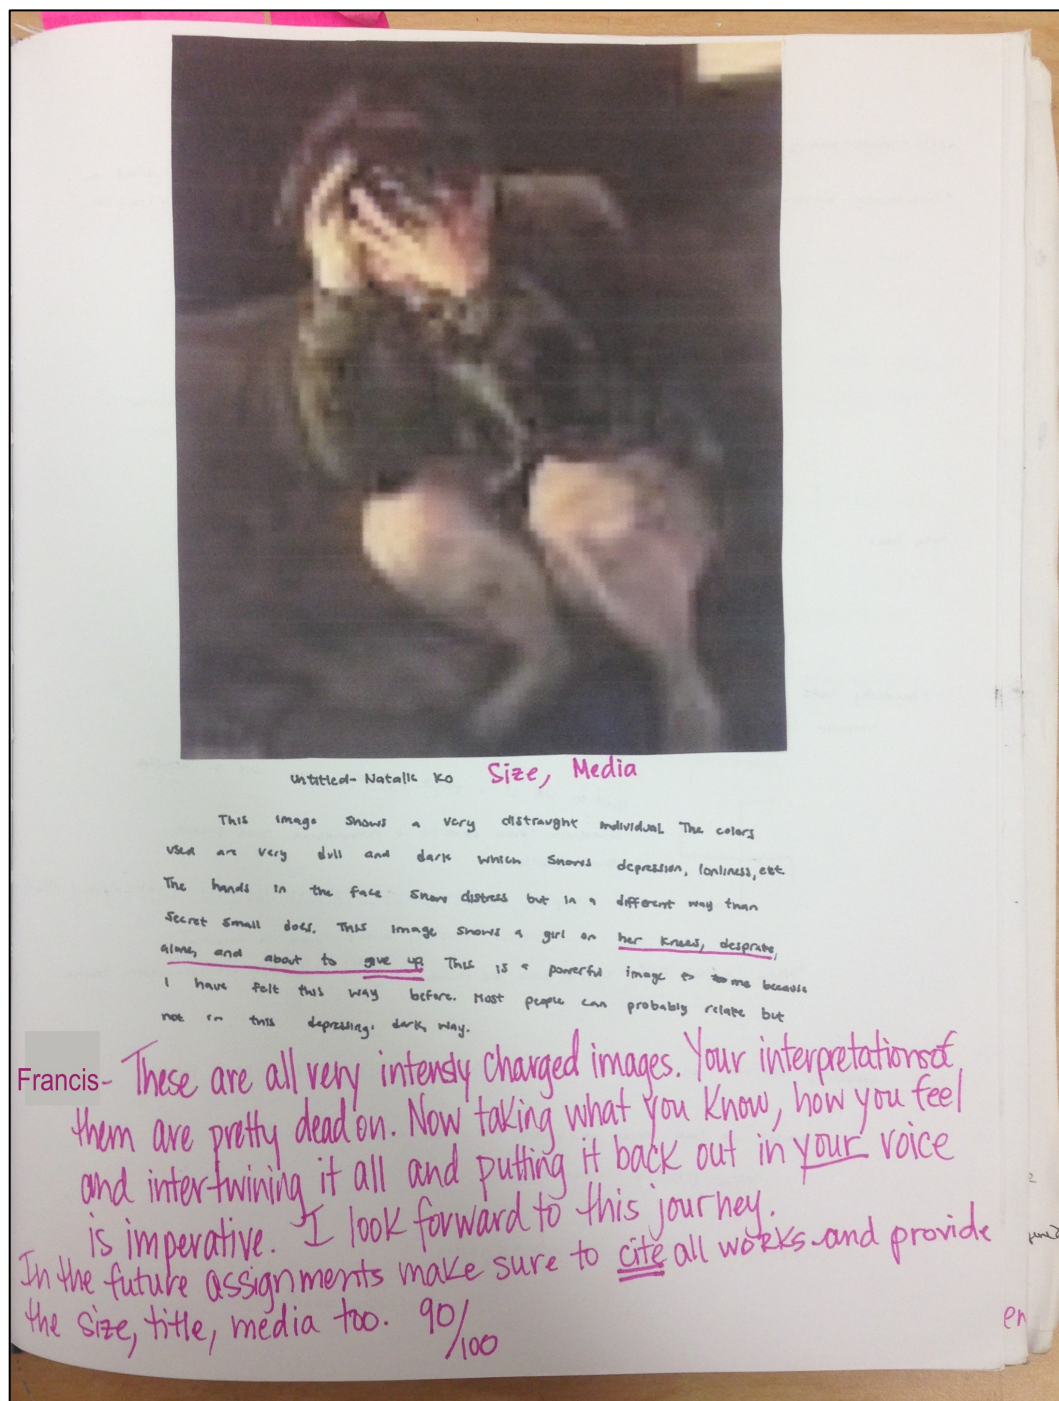 Untitled- Natalie Ko Size, Media
This image shows a very distraught individual. The colors
used are very dull and dark which shows depression, lonliness, ect.
The hands in the face show distress but in a different way than
Secret Small does. This image shows a girl on her knees, desprate,
alone, and about to give up. This is a powerful image to me because
I have felt this way before. Most people can probably relate but
not in this depressing, dark, way.
Francis- These are all very intensly charged images. Your interpretations of
them are pretty dead on. Now taking what you know, how you feel
and intertwining it all and putting it back out in your voice
is imperative. I look forward to this journey.
In the future assignments make sure to cite all works and provide
the size, title, media too. 90/100
en